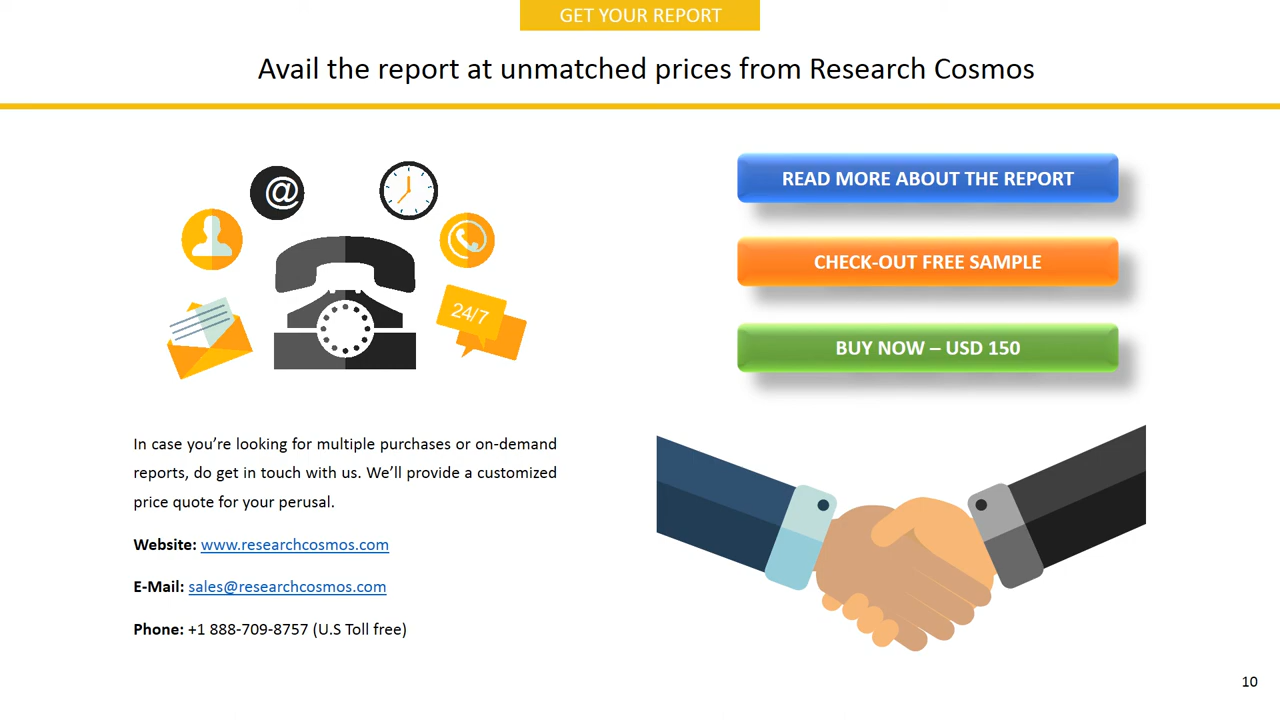 GET YOUR REPORT
Avail the report at unmatched prices from Research Cosmos
@
24/7
READ MORE ABOUT THE REPORT
CHECK-OUT FREE SAMPLE
BUY NOW – USD 150
In case you’re looking for multiple purchases or on-demand
reports, do get in touch with us. We’ll provide a customized
price quote for your perusal.
Website: www.researchcosmos.com
E-Mail: sales@researchcosmos.com
Phone: +1 888-709-8757 (U.S Toll free)
10